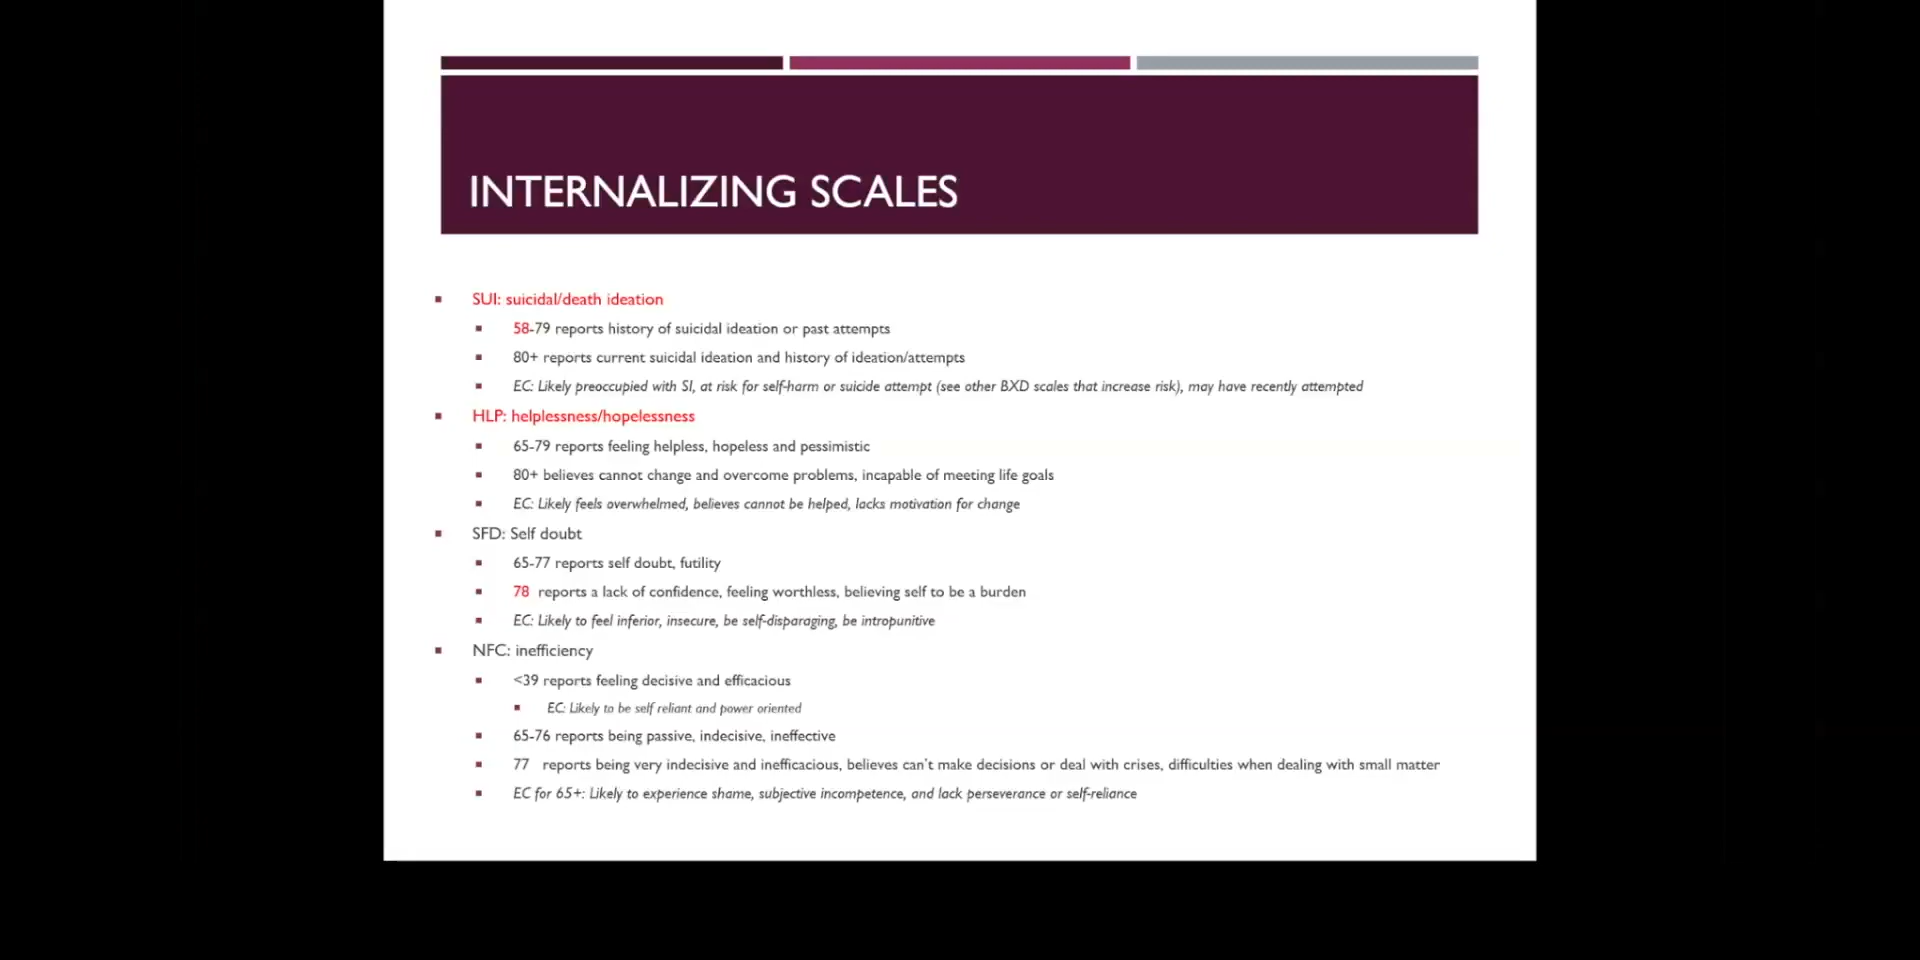 INTERNALIZING SCALES
SUI: suicidal/death ideation
58-79 reports history of suicidal ideation or past attempts
80+ reports current suicidal ideation and history of ideation/attempts
EC: Likely preoccupied with SI, at risk for self-harm or suicide attempt (see other BXD scales that increase risk), may have recently attempted
HLP: helplessness/hopelessness
65-79 reports feeling helpless, hopeless and pessimistic
80+ believes cannot change and overcome problems, incapable of meeting life goals
EC: Likely feels overwhelmed, believes cannot be helped, lacks motivation for change
SFD: Self doubt
65-77 reports self doubt, futility
78 reports a lack of confidence, feeling worthless, believing self to be a burden
EC: Likely to feel inferior, insecure, be self-disparaging, be intropunitive
NFC: inefficiency
<39 reports feeling decisive and efficacious
EC: Likely to be self reliant and power oriented
65-76 reports being passive, indecisive, ineffective
77 reports being very indecisive and inefficacious, believes can't make decisions or deal with crises, difficulties when dealing with small matter
EC for 65+: Likely to experience shame, subjective incompetence, and lack perseverance or self-reliance